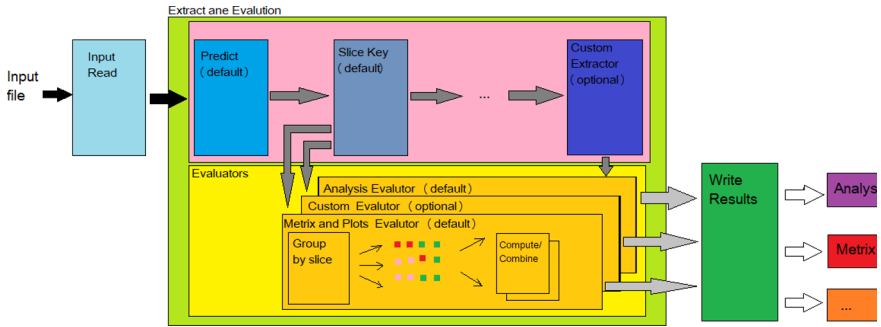 Extract ane Evalution
Input
file
Input
Read
Predict
(default)
Slice Key
(default)
...
Custom
Extractor
(optional)
Evaluators
Analysis Evalutor (default)
Custom Evalutor (optional)
Metrix and Plots Evalutor (default)
Group
by slice
Compute/
Combine
Write
Results
Analys
Metrix
...